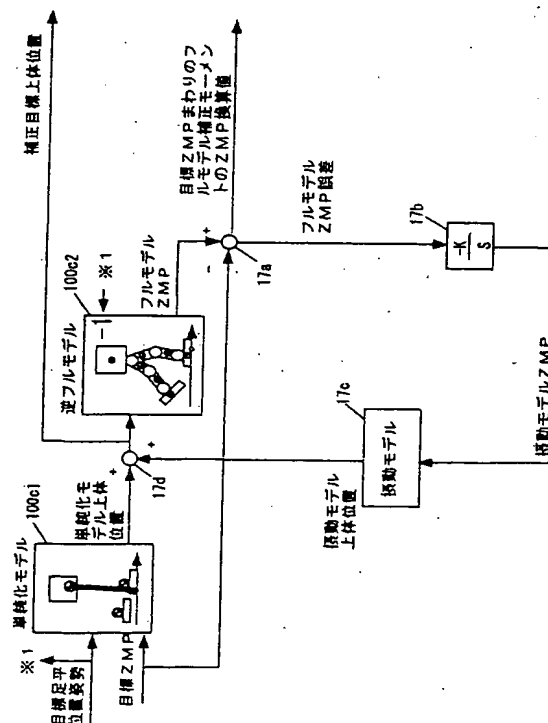 補正目標上体位置
目標ZMPまわりのフ
ルモデル補正モーメン
トのZMP換算値
※1
目標足平
位置姿勢
目標ZMP
単純化モデル
100c1
単純化モ
デル上体
位置
+
+
17d
逆フルモデル
100c2
-1
※1
フルモデル
ZMP
+
-
17a
フルモデル
ZMP誤差
17b
-K
S
摂動モデルZMP
17c
摂動モデル
摂動モデル
上体位置